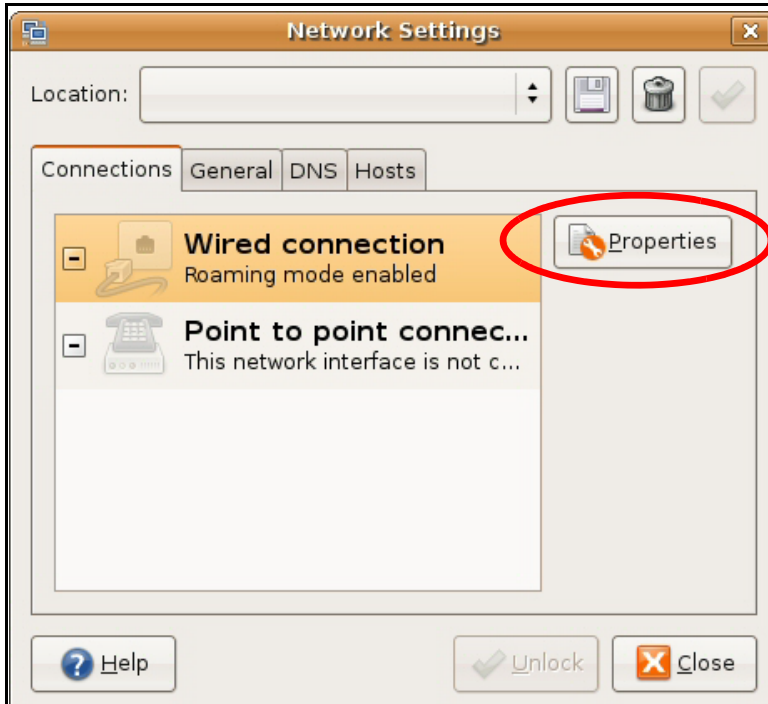 Network Settings
Location:
Connections General DNS Hosts
Wired connection
Roaming mode enabled
Properties
Point to point connec...
This network interface is not c...
Help Unlock Close